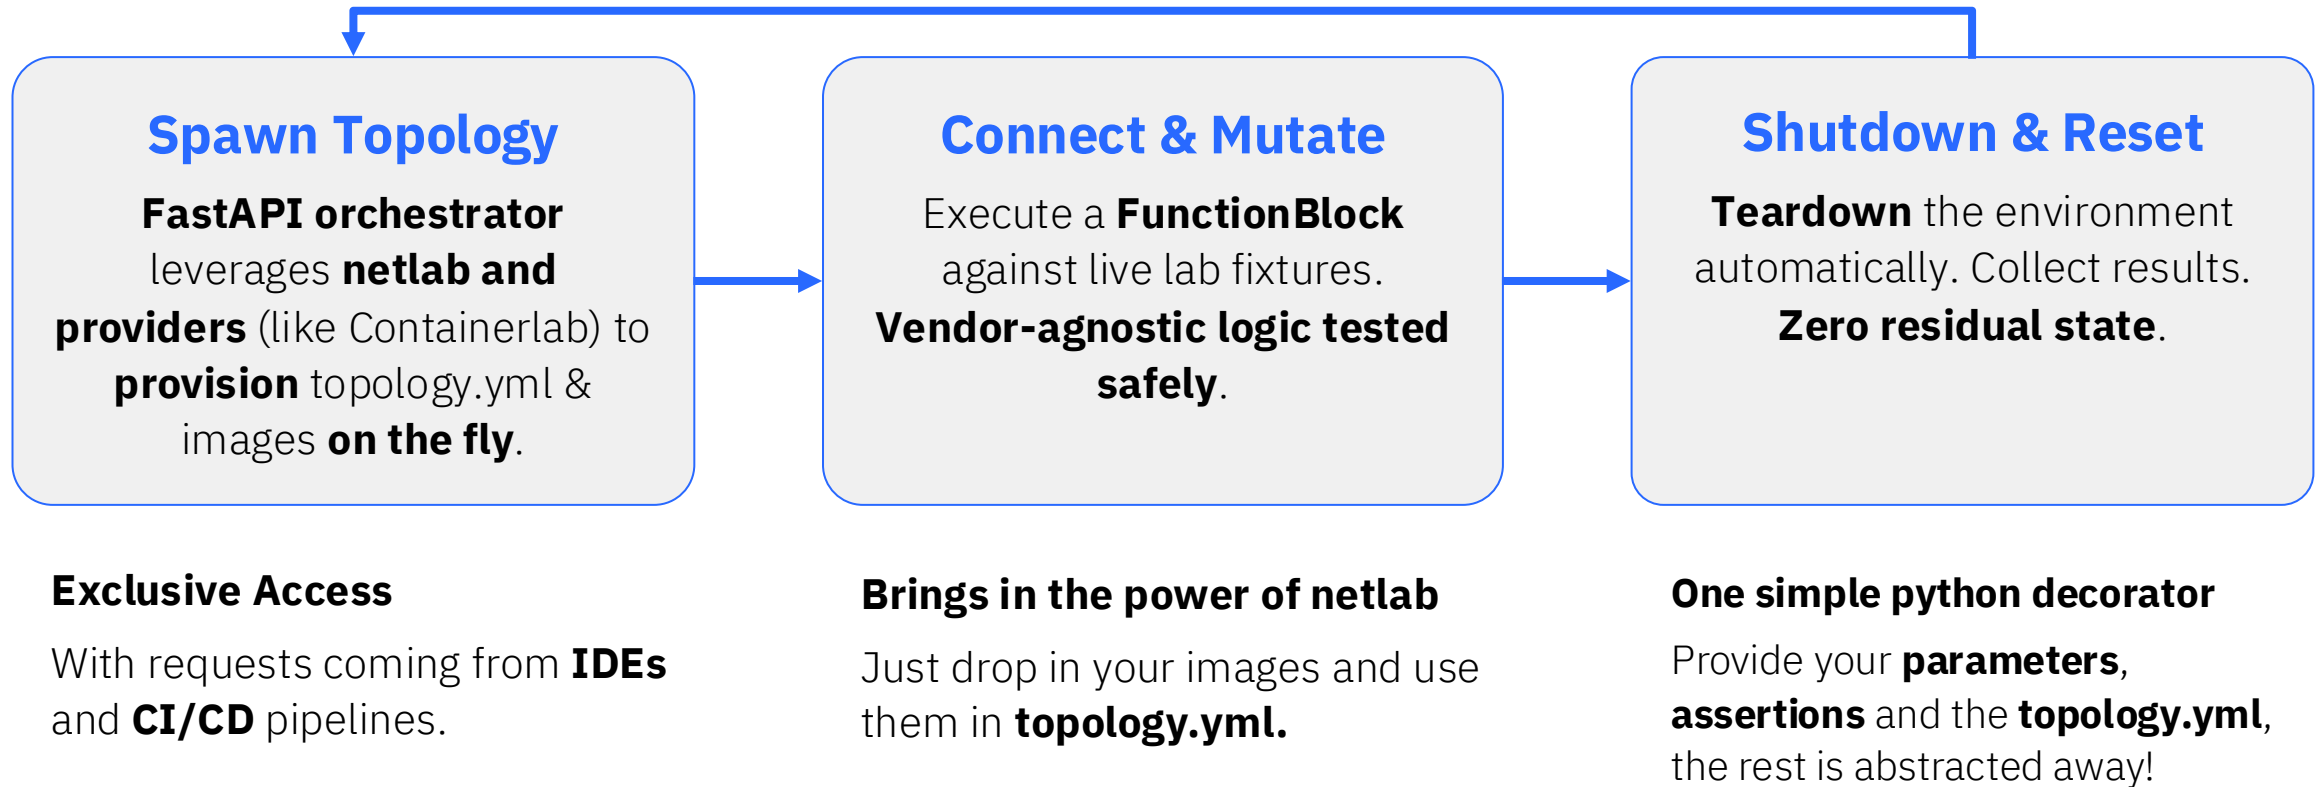 Spawn Topology
FastAPI orchestrator
leverages netlab and
providers (like Containerlab) to
provision topology.yml &
images on the fly.
Connect & Mutate
Execute a FunctionBlock
against live lab fixtures.
Vendor-agnostic logic tested
safely.
Shutdown & Reset
Teardown the environment
automatically. Collect results.
Zero residual state.
Exclusive Access
With requests coming from IDEs
and CI/CD pipelines.
Brings in the power of netlab
Just drop in your images and use
them in topology.yml.
One simple python decorator
Provide your parameters,
assertions and the topology.yml,
the rest is abstracted away!